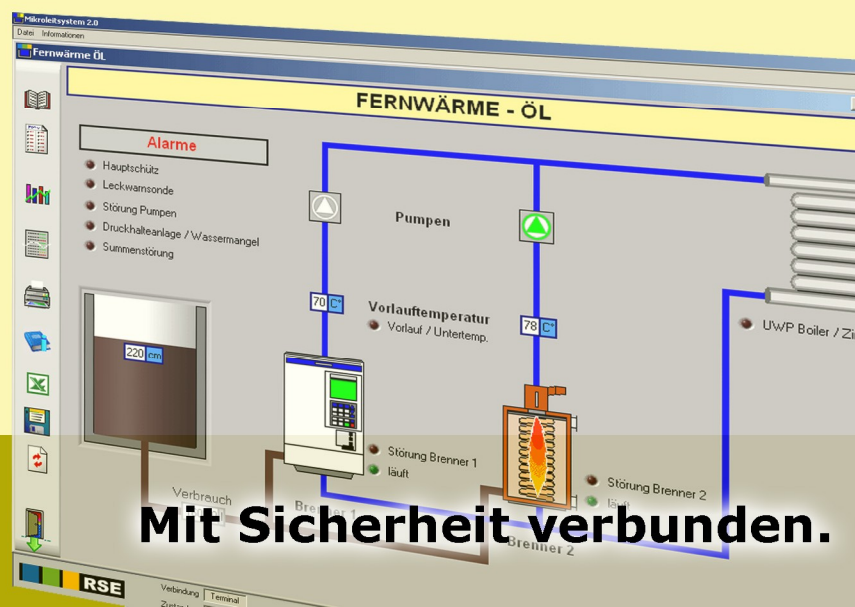 Mikroleitsystem 2.0
Datei Informationen
Fernwärme ÖL
FERNWÄRME - ÖL
Alarme
Hauptschütz
Leckwarnsonde
Störung Pumpen
Druckhalteanlage / Wassermangel
Summenstörung
Pumpen
70 C°
Vorlauftemperatur
Vorlauf / Untertemp.
78 C°
UWP Boiler /
220 cm
Störung Brenner 1
läuft
Störung Brenner 2
läuft
Verbrauch
Brenner 1
Mit Sicherheit verbunden.
Brenner 2
RSE
Verbindung Terminal